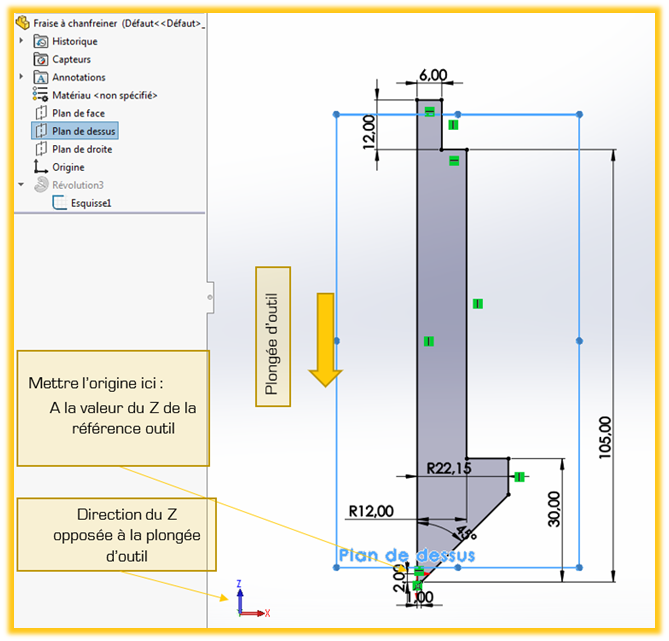 Fraise à chanfreiner (Défaut<<Défaut>_
Historique
Capteurs
Annotations
Matériau <non spécifié>
Plan de face
Plan de dessus
Plan de droite
Origine
Révolution3
Esquisse1
6,00
12,00
Plongée d'outil
105,00
Mettre l'origine ici :
A la valeur du Z de la
référence outil
R22,15
30,00
R12,00
45°
Direction du Z
opposée à la plongée
d'outil
Plan de dessus
2,00
1,00
Z
X